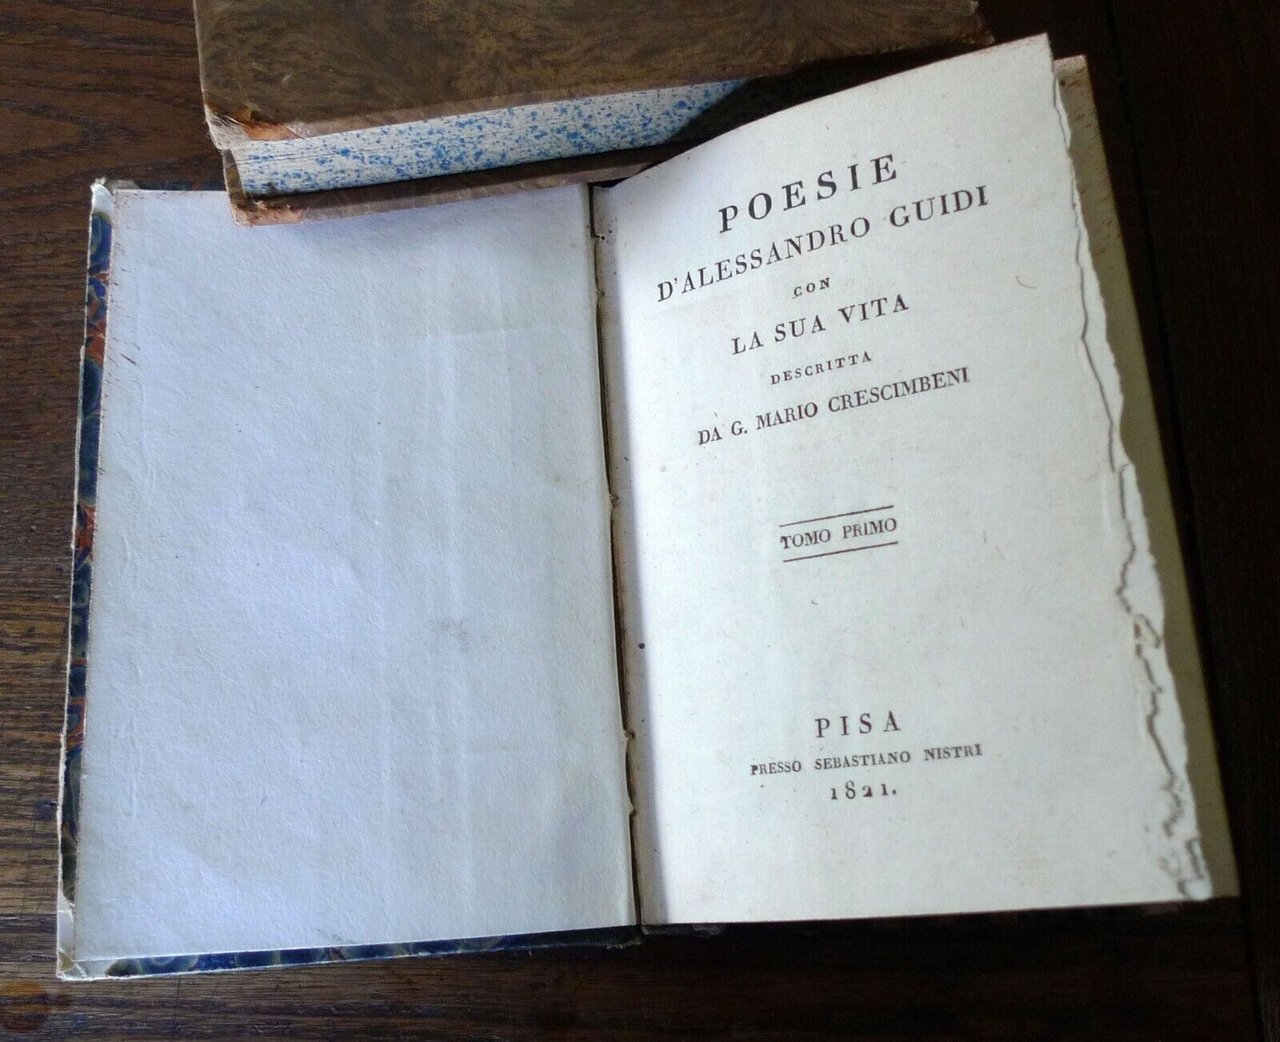 POESIE
D'ALESSANDRO GUIDI
CON
LA SUA VITA
DESCRITTA
DA G. MARIO CRESCIMBENI
TOMO PRIMO
PISA
PRESSO SEBASTIANO NISTRI
1821.